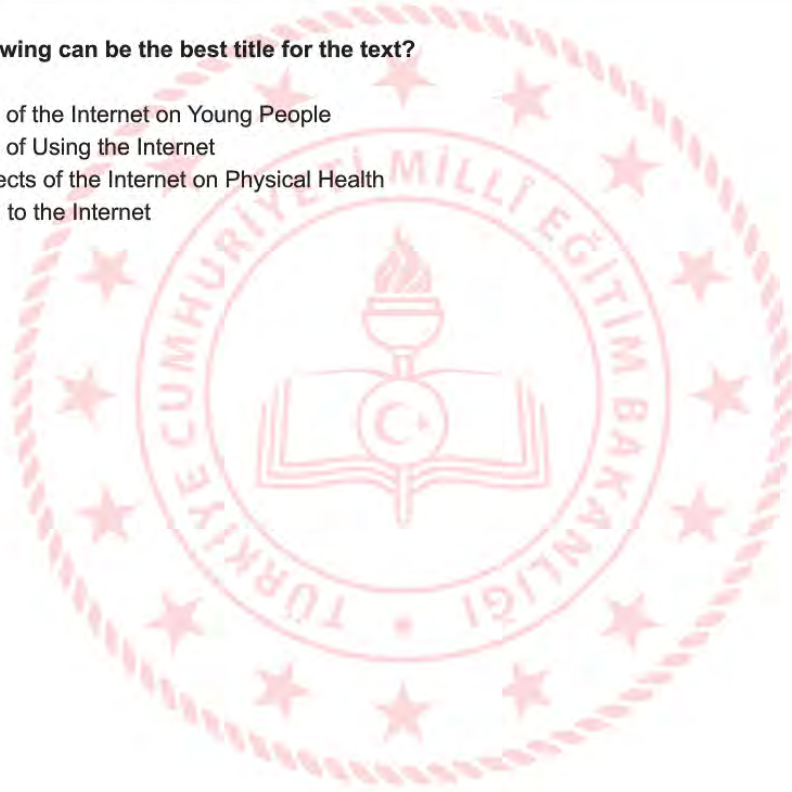 wing can be the best title for the text?
of the Internet on Young People
of Using the Internet
ects of the Internet on Physical Health
to the Internet
TÜRKİYE CUMHURİYETİ MİLLÎ EĞİTİM BAKANLIĞI